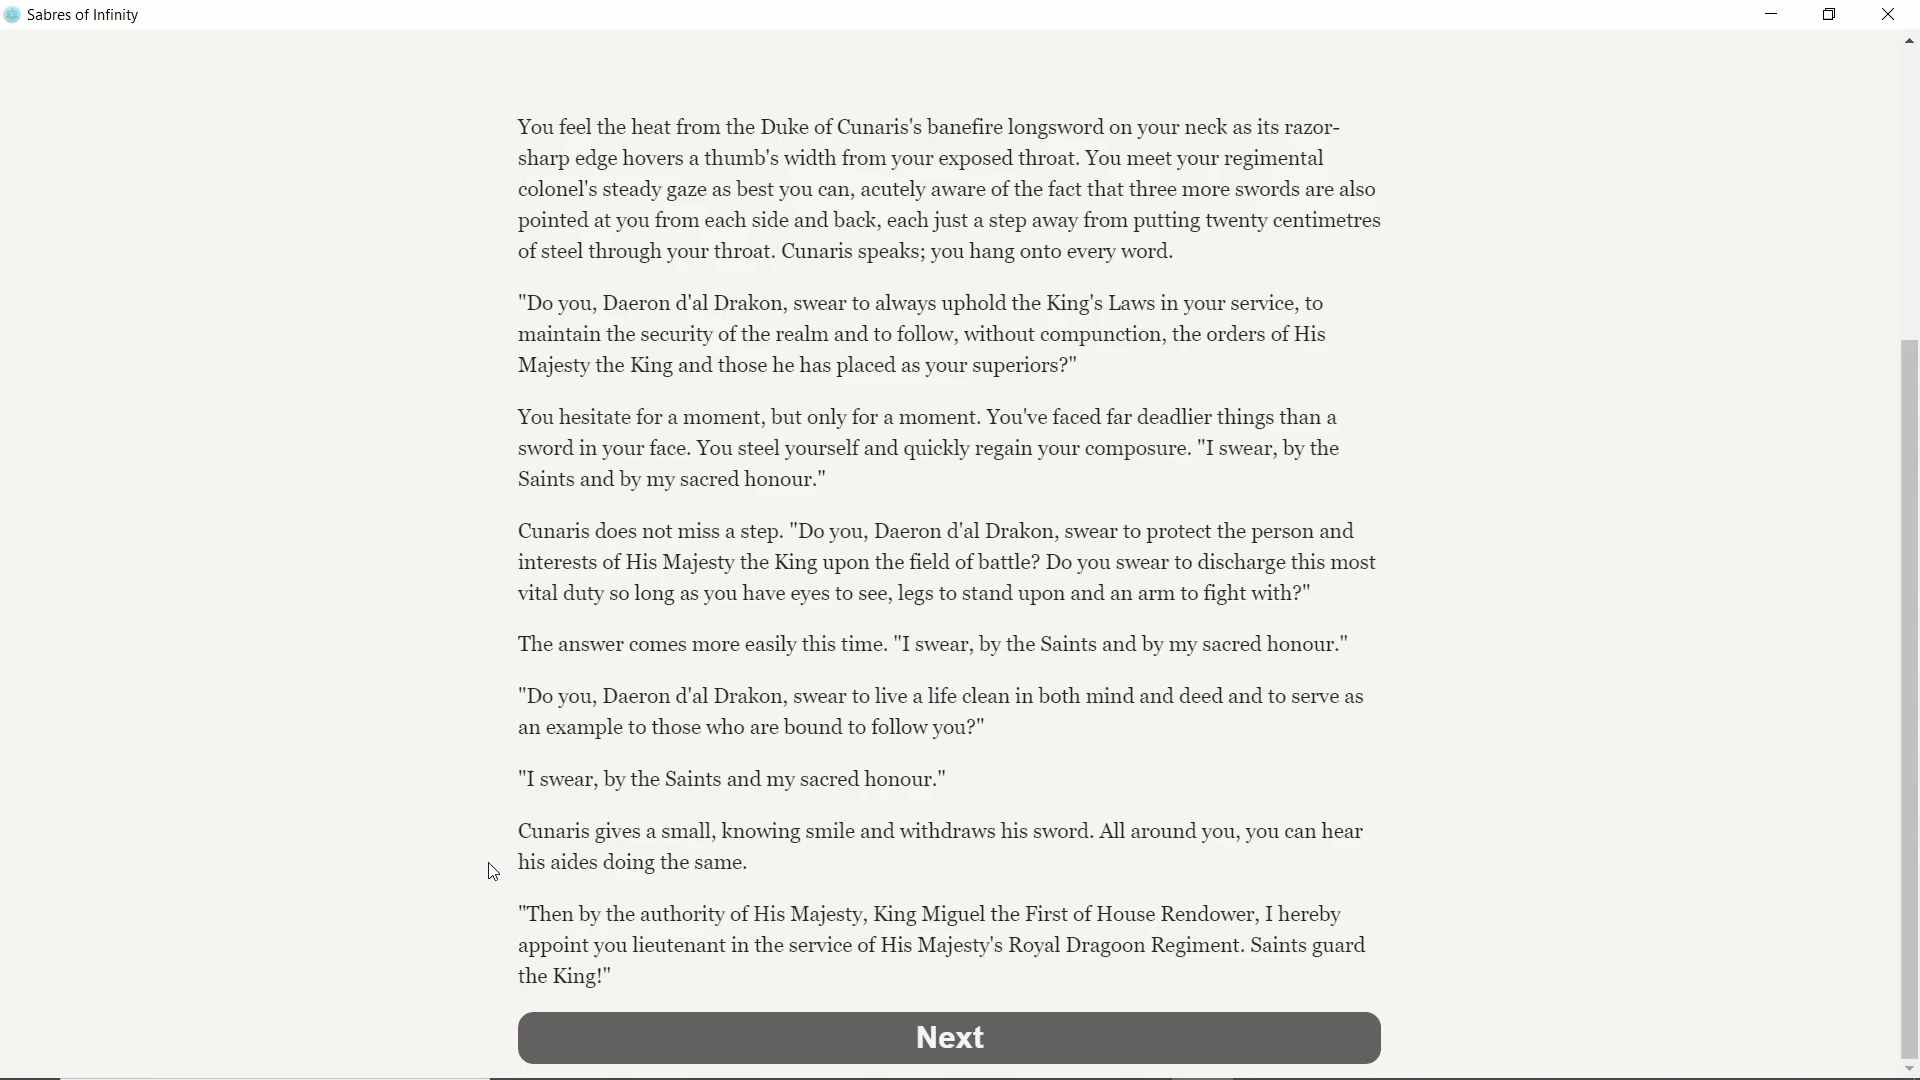 Sabres of Infinity
You feel the heat from the Duke of Cunaris's banefire longsword on your neck as its razor-
sharp edge hovers a thumb's width from your exposed throat. You meet your regimental
colonel's steady gaze as best you can, acutely aware of the fact that three more swords are also
pointed at you from each side and back, each just a step away from putting twenty centimetres
of steel through your throat. Cunaris speaks; you hang onto every word.
"Do you, Daeron d'al Drakon, swear to always uphold the King's Laws in your service, to
maintain the security of the realm and to follow, without compunction, the orders of His
Majesty the King and those he has placed as your superiors?"
You hesitate for a moment, but only for a moment. You've faced far deadlier things than a
sword in your face. You steel yourself and quickly regain your composure. "I swear, by the
Saints and by my sacred honour."
Cunaris does not miss a step. "Do you, Daeron d'al Drakon, swear to protect the person and
interests of His Majesty the King upon the field of battle? Do you swear to discharge this most
vital duty so long as you have eyes to see, legs to stand upon and an arm to fight with?"
The answer comes more easily this time. "I swear, by the Saints and by my sacred honour."
"Do you, Daeron d'al Drakon, swear to live a life clean in both mind and deed and to serve as
an example to those who are bound to follow you?"
"I swear, by the Saints and my sacred honour."
Cunaris gives a small, knowing smile and withdraws his sword. All around you, you can hear
his aides doing the same.
"Then by the authority of His Majesty, King Miguel the First of House Rendower, I hereby
appoint you lieutenant in the service of His Majesty's Royal Dragoon Regiment. Saints guard
the King!"
Next